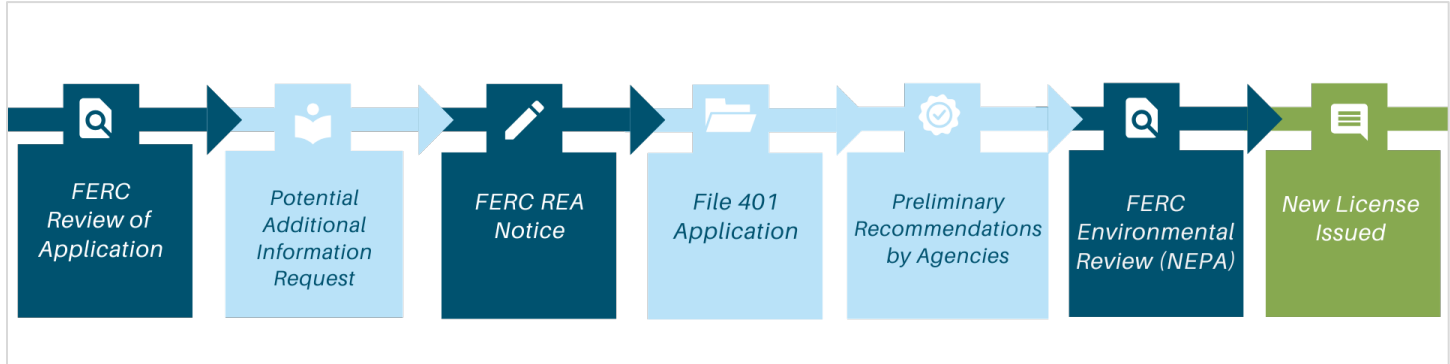 FERC
Review of
Application
Potential
Additional
Information
Request
FERC REA
Notice
File 401
Application
Preliminary
Recommendations
by Agencies
FERC
Environmental
Review (NEPA)
New License
Issued